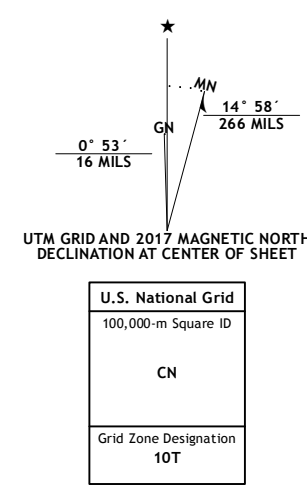 ★
MN
GN
14° 58´
266 MILS
0° 53´
16 MILS
UTM GRID AND 2017 MAGNETIC NORTH
DECLINATION AT CENTER OF SHEET
U.S. National Grid
100,000-m Square ID
CN
Grid Zone Designation
10T